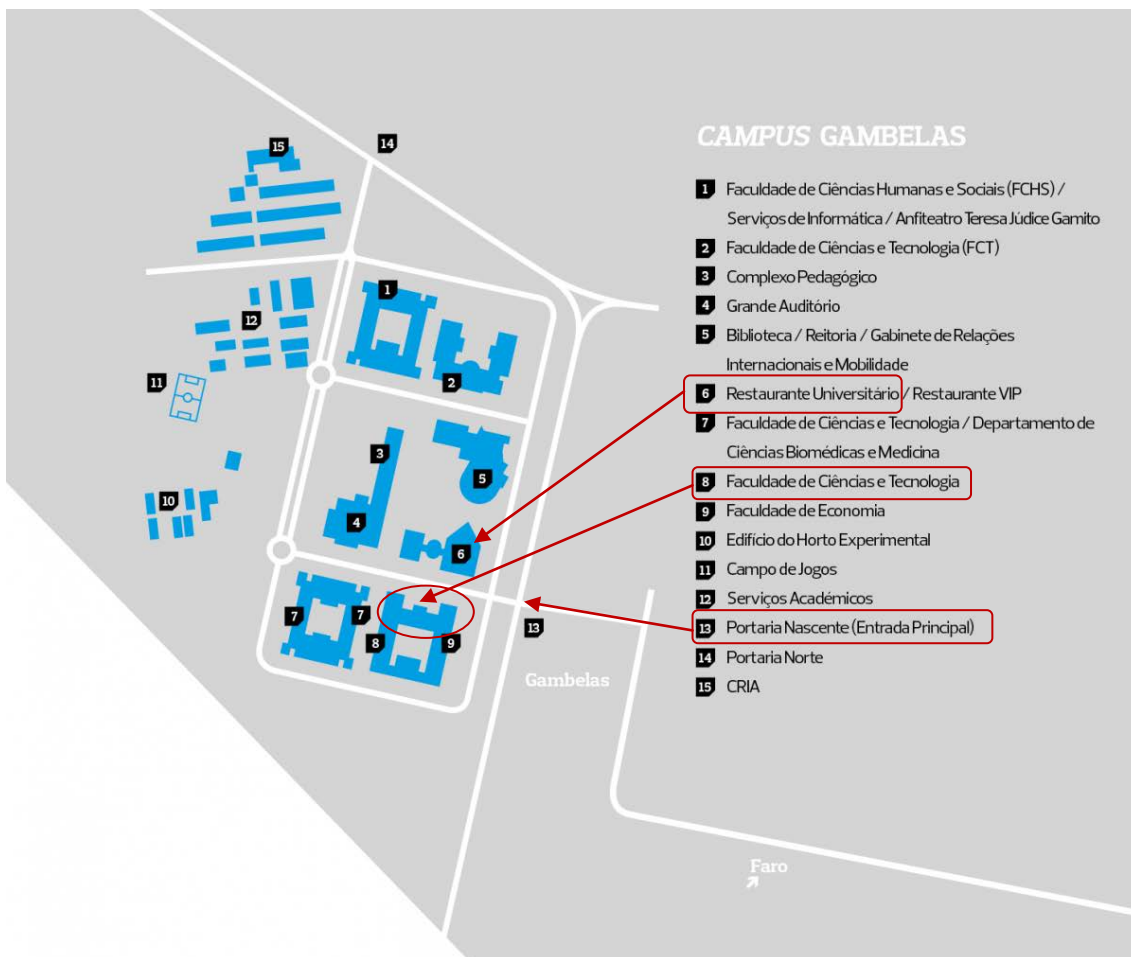 15
14
CAMPUS GAMBELAS
1 Faculdade de Ciências Humanas e Sociais (FCHS) /
Serviços de Informática / Anfiteatro Teresa Júdice Gamito
2 Faculdade de Ciências e Tecnologia (FCT)
3 Complexo Pedagógico
4 Grande Auditório
5 Biblioteca / Reitoria / Gabinete de Relações
Internacionais e Mobilidade
6 Restaurante Universitário / Restaurante VIP
7 Faculdade de Ciências e Tecnologia / Departamento de
Ciências Biomédicas e Medicina
8 Faculdade de Ciências e Tecnologia
9 Faculdade de Economia
10 Edifício do Horto Experimental
11 Campo de Jogos
12 Serviços Académicos
13 Portaria Nascente (Entrada Principal)
14 Portaria Norte
15 CRIA
1
12
2
11
3
5
10
4
6
7
7
8
9
13
Gambelas
Faro